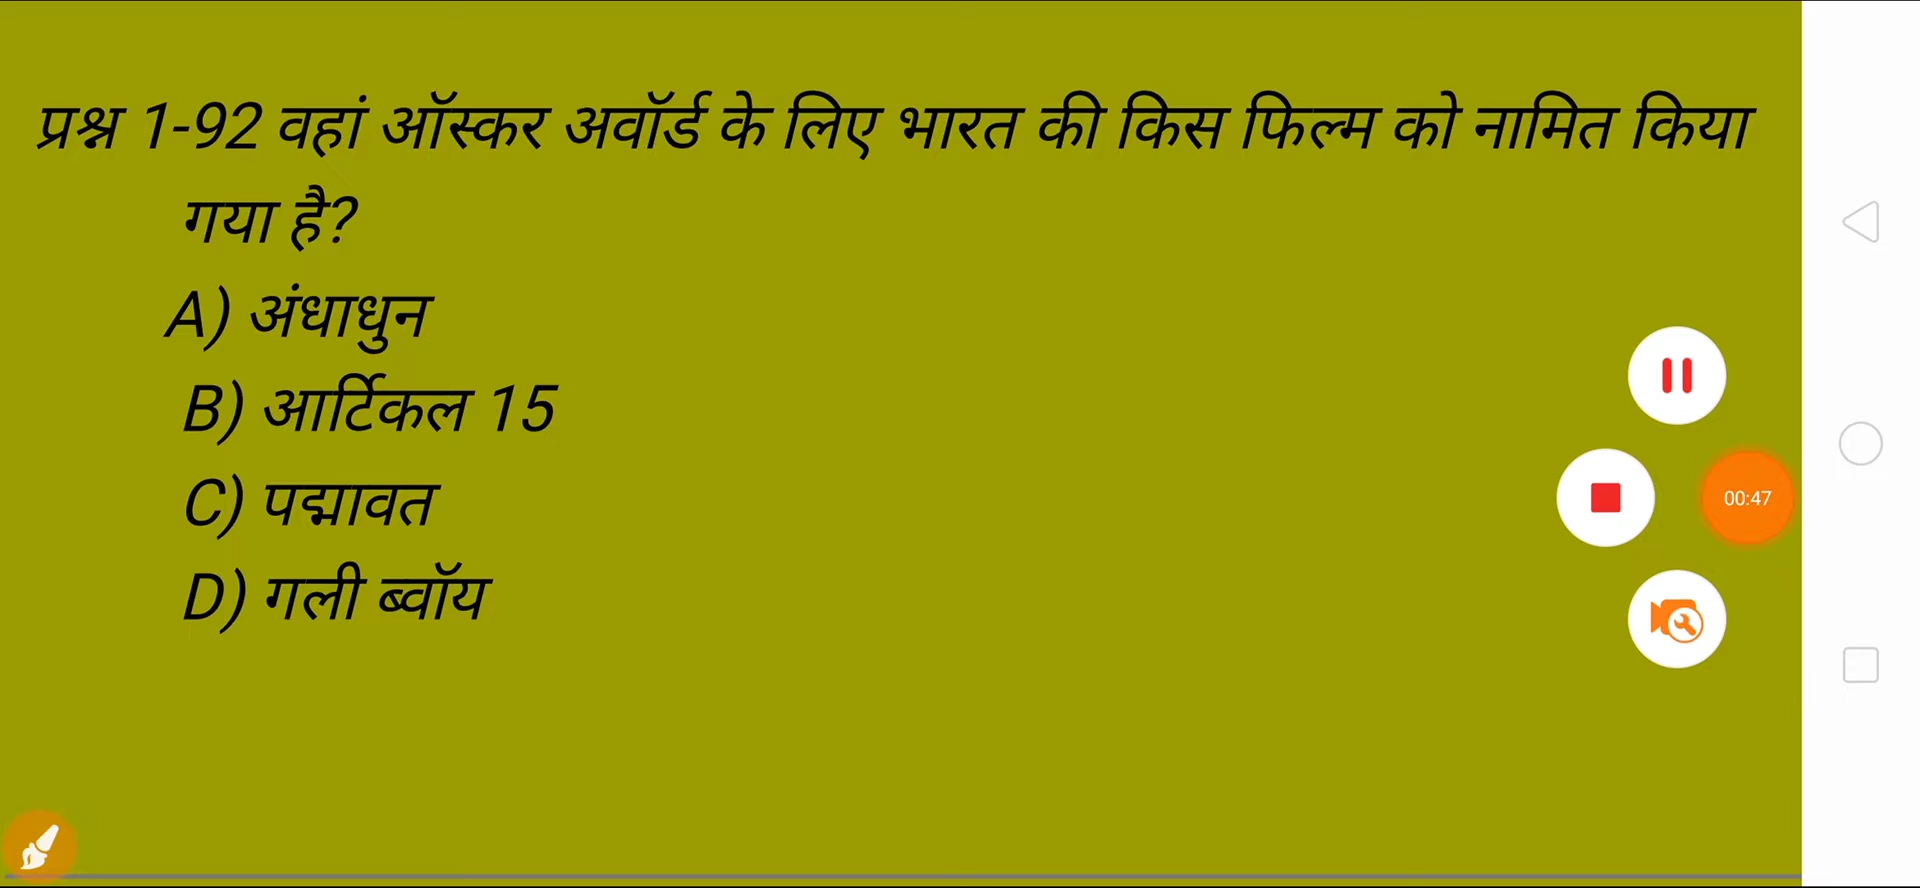 प्रश्न 1-92 वहां ऑस्कर अवॉर्ड के लिए भारत की किस फिल्म को नामित किया
गया है?
A) अंधाधुन
B) आर्टिकल 15
C) पद्मावत
D) गली ब्वॉय
00:47